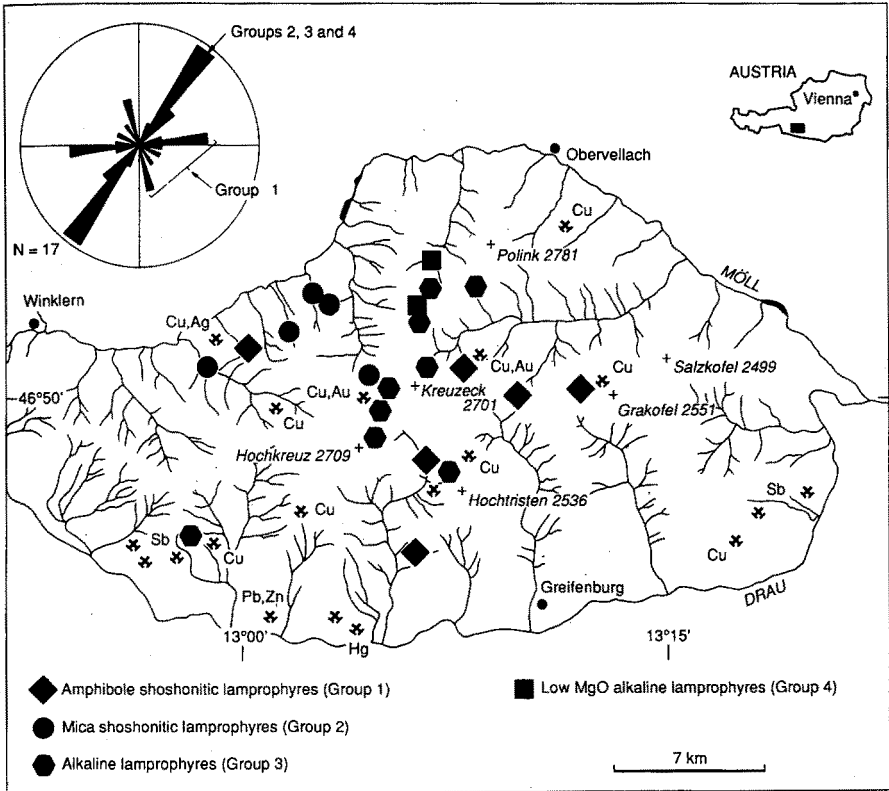 Groups 2, 3 and 4
Group 1
N = 17
AUSTRIA
Vienna
Obervellach
Cu
Polink 2781
MÖLL
Winklern
Cu,Ag
Cu,Au
Cu
Salzkofel 2499
46°50'
Cu,Au
Kreuzeck
2701
Grakofel 2551
Cu
Hochkreuz 2709
Cu
Hochtristen 2536
Sb
Cu
Sb
Cu
Cu
Greifenburg
DRAU
Pb,Zn
Hg
13°00'
13°15'
Amphibole shoshonitic lamprophyres (Group 1)
Low MgO alkaline lamprophyres (Group 4)
Mica shoshonitic lamprophyres (Group 2)
Alkaline lamprophyres (Group 3)
7 km